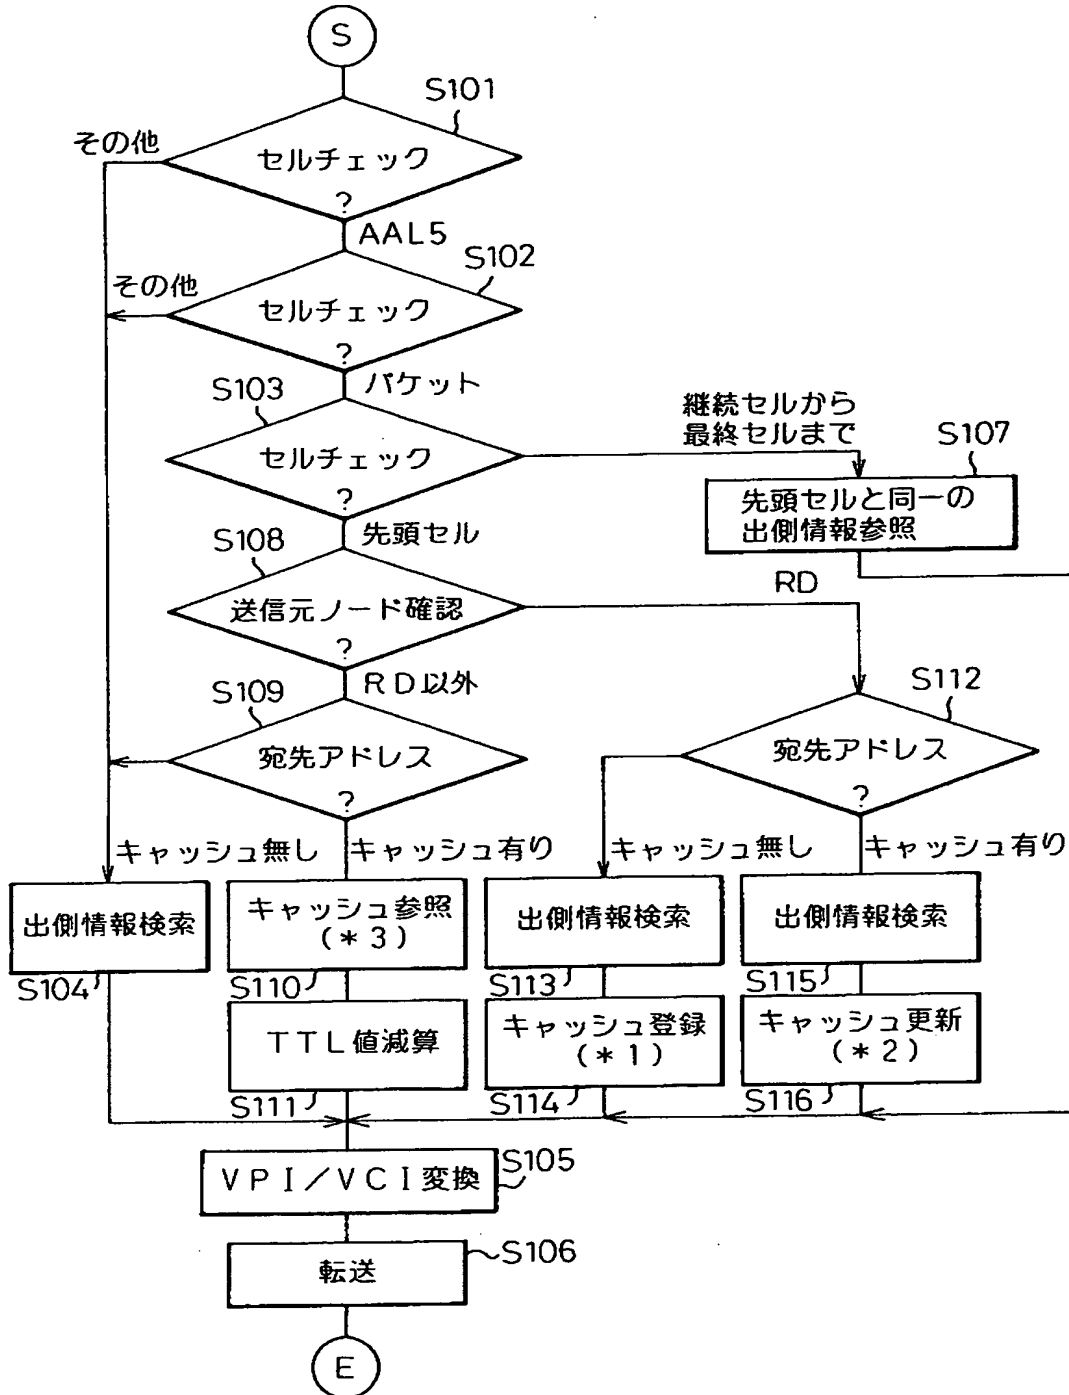 S
S101
その他
セルチェック
?
AAL5
S102
その他
セルチェック
?
パケット
S103
継続セルから
最終セルまで
セルチェック
?
S107
先頭セルと同一の
出側情報参照
先頭セル
S108
RD
送信元ノード確認
?
RD以外
S109
S112
宛先アドレス
?
宛先アドレス
?
キャッシュ無し
キャッシュ有り
キャッシュ無し
キャッシュ有り
出側情報検索
キャッシュ参照
(*3)
出側情報検索
出側情報検索
S104
S110
S113
S115
TTL値減算
キャッシュ登録
(*1)
キャッシュ更新
(*2)
S111
S114
S116
VPI/VCI変換
S105
転送
S106
E